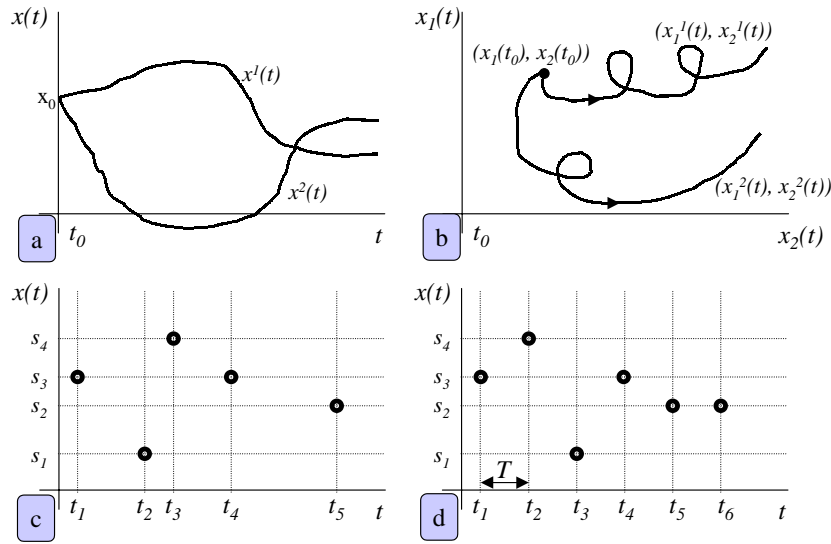 x(t)
x₀
x¹(t)
x²(t)
a
t₀
t
x₁(t)
(x₁(t₀), x₂(t₀))
(x₁¹(t), x₂¹(t))
(x₁²(t), x₂²(t))
b
t₀
x₂(t)
x(t)
s₄
s₃
s₂
s₁
c
t₁ t₂ t₃ t₄ t₅ t
x(t)
s₄
s₃
s₂
s₁
T
d
t₁ t₂ t₃ t₄ t₅ t₆ t